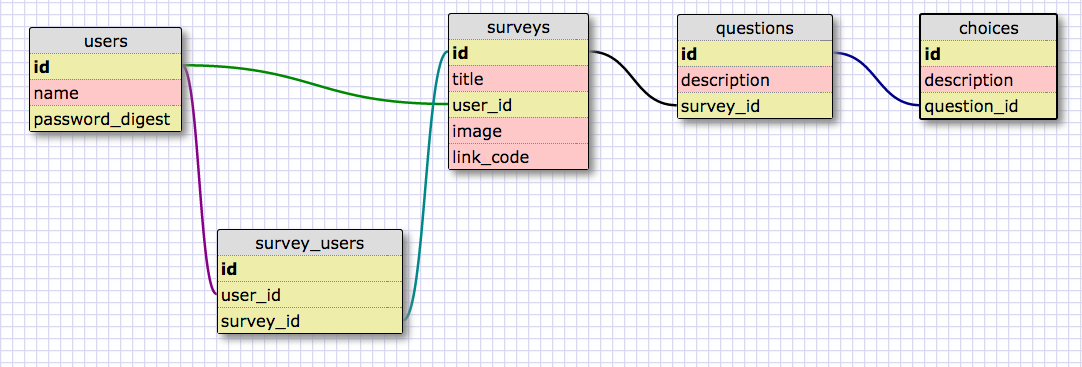 users
id
name
password_digest
surveys
id
title
user_id
image
link_code
questions
id
description
survey_id
choices
id
description
question_id
survey_users
id
user_id
survey_id